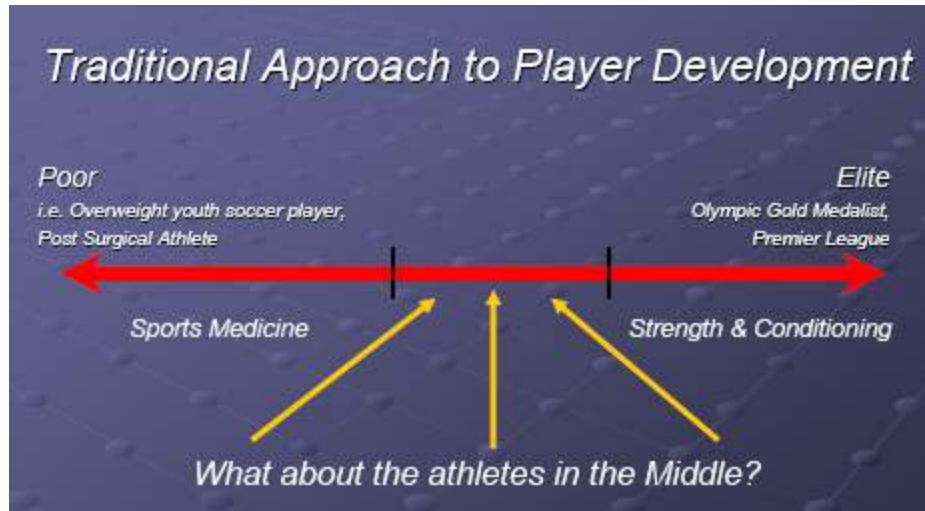 Traditional Approach to Player Development
Poor
i.e. Overweight youth soccer player,
Post Surgical Athlete
Elite
Olympic Gold Medalist,
Premier League
Sports Medicine
Strength & Conditioning
What about the athletes in the Middle?